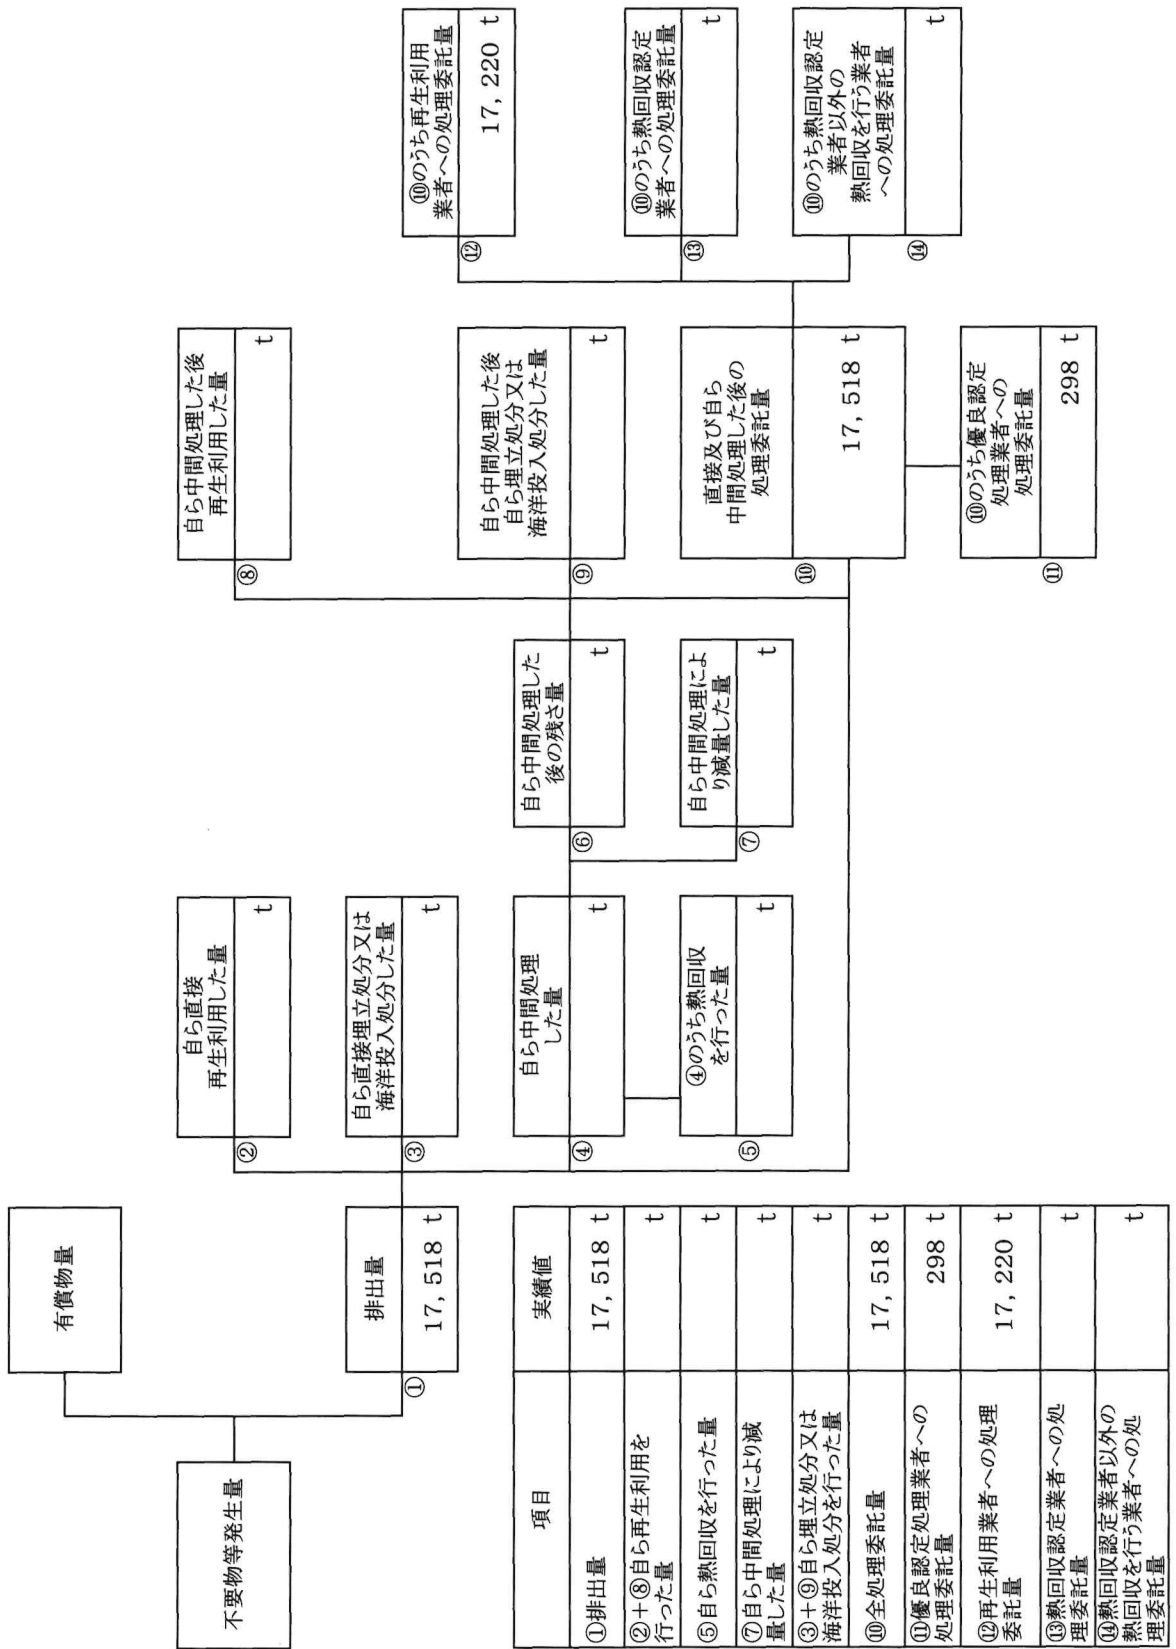 不要物等発生量
有償物量
①
排出量
17,518 t
②
自ら直接
再生利用した量
t
③
自ら直接埋立処分又は
海洋投入処分した量
t
④
自ら中間処理
した量
t
⑤
④のうち熱回収
を行った量
t
⑥
自ら中間処理した
後の残さ量
t
⑦
自ら中間処理によ
り減量した量
t
⑧
自ら中間処理した後
再生利用した量
t
⑨
自ら中間処理した後
自ら埋立処分又は
海洋投入処分した量
t
⑩
直接及び自ら
中間処理した後の
処理委託量
17,518 t
⑪
⑩のうち優良認定
処理業者への
処理委託量
298 t
⑫
⑩のうち再生利用
業者への処理委託量
17,220 t
⑬
⑩のうち熱回収認定
業者への処理委託量
t
⑭
⑩のうち熱回収認定
業者以外の
熱回収を行う業者
への処理委託量
t
項目 実績値
①排出量 17,518 t
②+⑧自ら再生利用を
行った量 t
⑤自ら熱回収を行った量 t
⑦自ら中間処理により減
量した量 t
③+⑨自ら埋立処分又は
海洋投入処分を行った量 t
⑩全処理委託量 17,518 t
⑪優良認定処理業者への
処理委託量 298 t
⑫再生利用業者への処理
委託量 17,220 t
⑬熱回収認定業者への処
理委託量 t
⑭熱回収認定業者以外の
熱回収を行う業者への処
理委託量 t